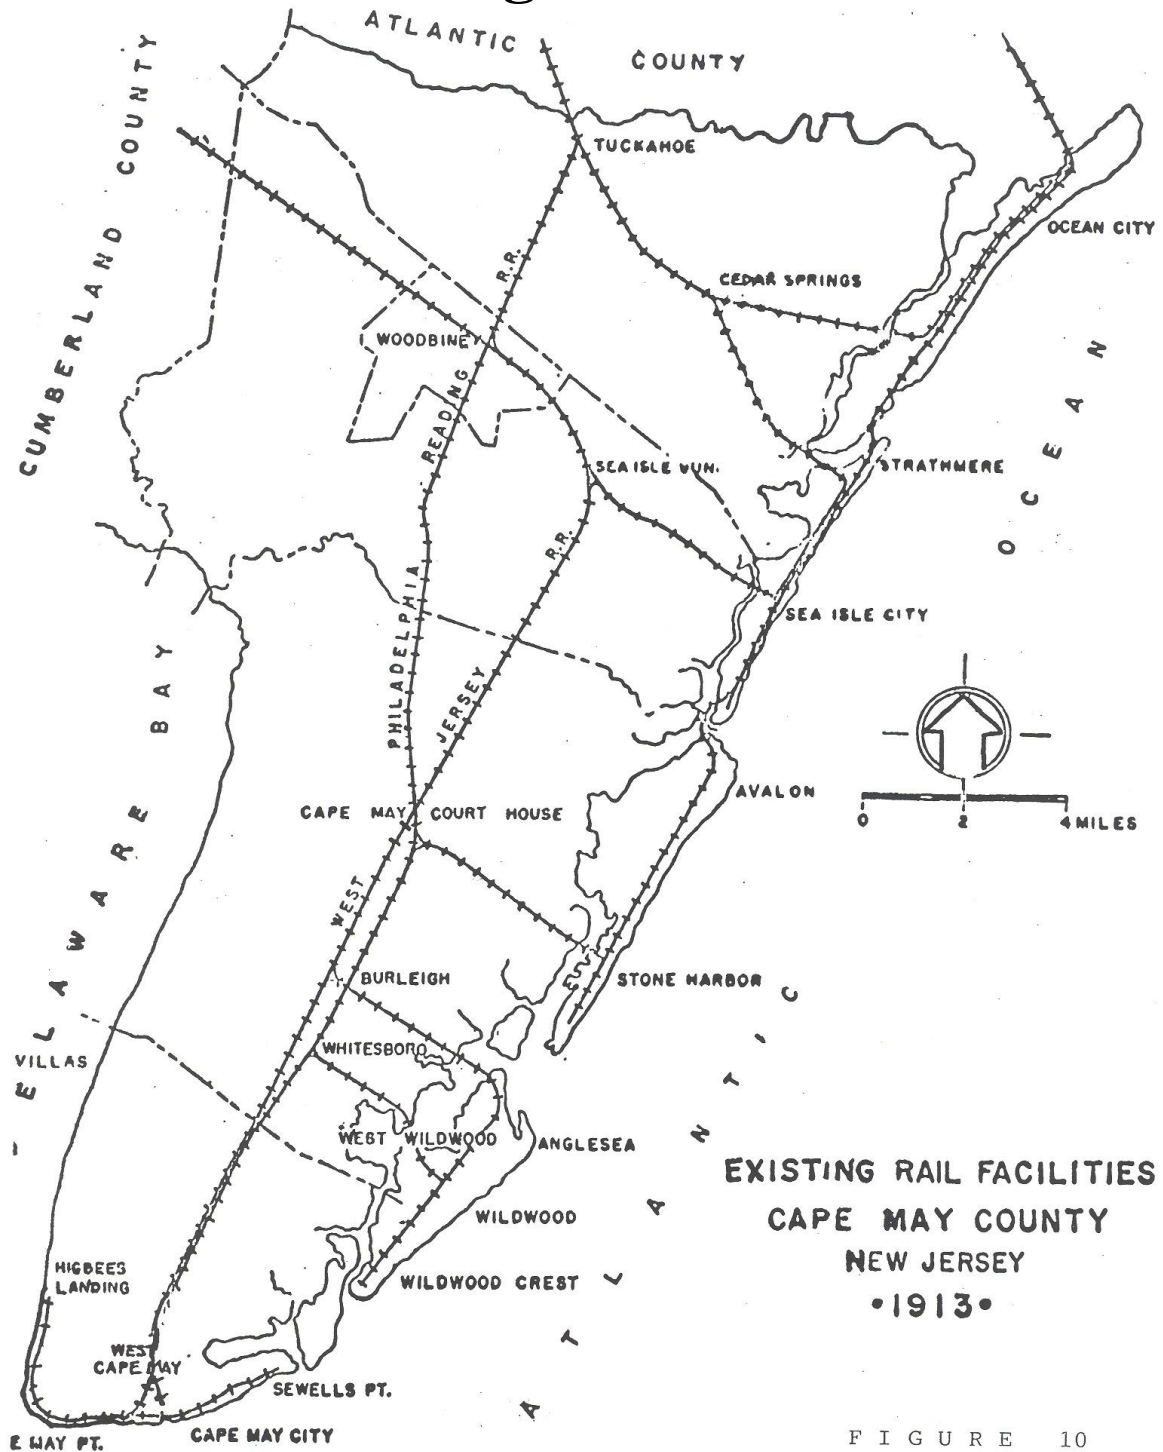 ATLANTIC COUNTY
CUMBERLAND COUNTY
TUCKAHOE
OCEAN CITY
CEDAR SPRINGS
R.R.
WOODBINE
READING
SEA ISLE JUN.
STRATHMERE
ATLANTIC OCEAN
R.R.
PHILADELPHIA
SEA ISLE CITY
JERSEY
BAY
AVALON
0 2 4 MILES
CAPE MAY COURT HOUSE
WEST
ELAWARE
BURLEIGH
STONE HARBOR
WHITESBORO
VILLAS
WEST WILDWOOD
ANGLESEA
WILDWOOD
WILDWOOD CREST
HIGBEES
LANDING
WEST
CAPE MAY
SEWELLS PT.
CAPE MAY CITY
E MAY PT.
EXISTING RAIL FACILITIES
CAPE MAY COUNTY
NEW JERSEY
•1913•
FIGURE 10